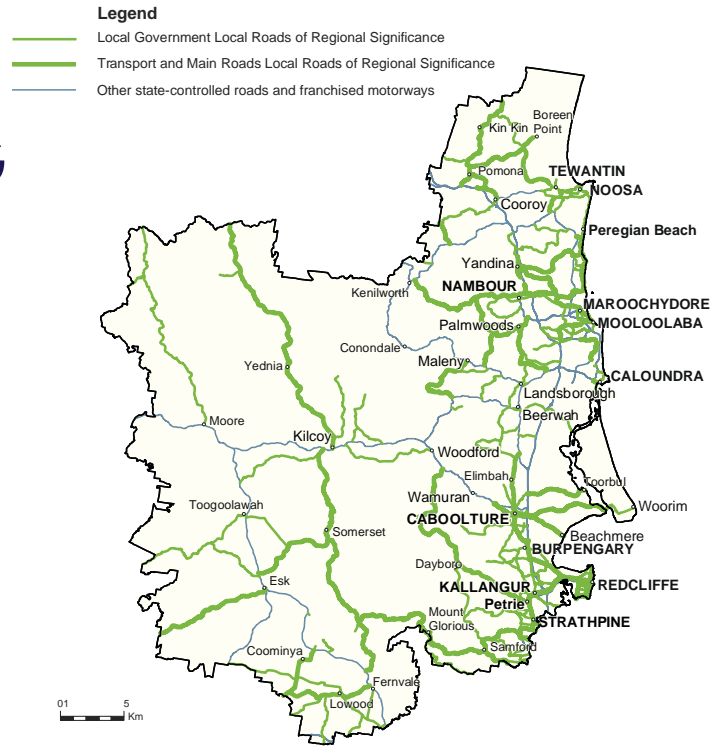 Legend
Local Government Local Roads of Regional Significance
Transport and Main Roads Local Roads of Regional Significance
Other state-controlled roads and franchised motorways
Boreen
Point
Kin Kin
Pomona
TEWANTIN
NOOSA
Cooroy
Peregian Beach
Yandina
NAMBOUR
Kenilworth
MAROOCHYDORE
MOOLOOLABA
Palmwoods
Conondale
Maleny
Yednia
CALOUNDRA
Landsborough
Beerwah
Moore
Kilcoy
Woodford
Elimbah
Toorbul
Wamuran
Woorim
Toogoolawah
CABOOLTURE
Somerset
Beachmere
BURPENGARY
Dayboro
Esk
KALLANGUR
REDCLIFFE
Petrie
Mount
Glorious
STRATHPINE
Samford
Coominya
Fernvale
Lowood
01 5
Km